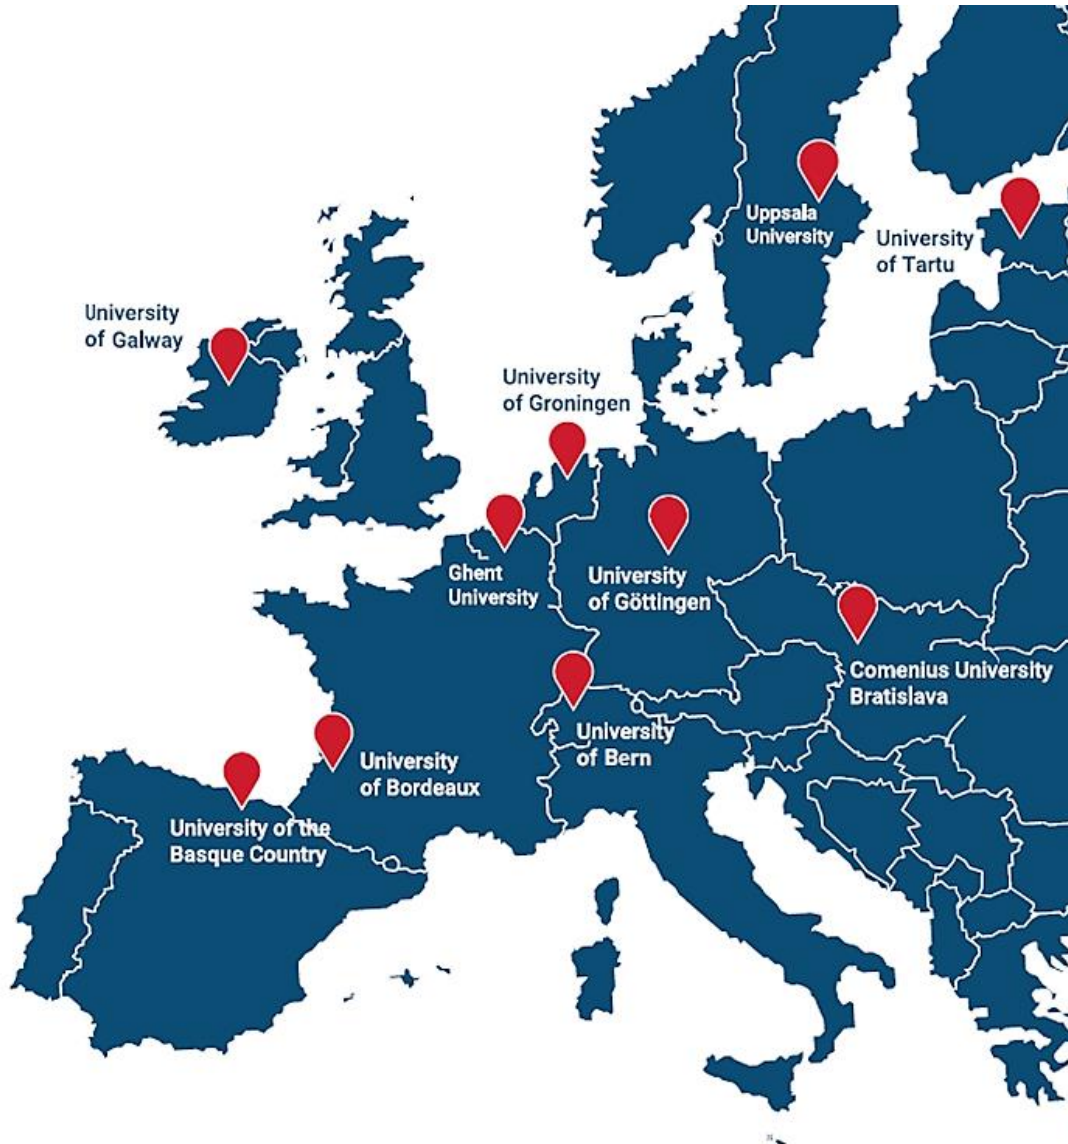 Uppsala
University
University
of Tartu
University
of Galway
University
of Groningen
Ghent
University
University
of Göttingen
Comenius University
Bratislava
University
of Bern
University
of Bordeaux
University of the
Basque Country